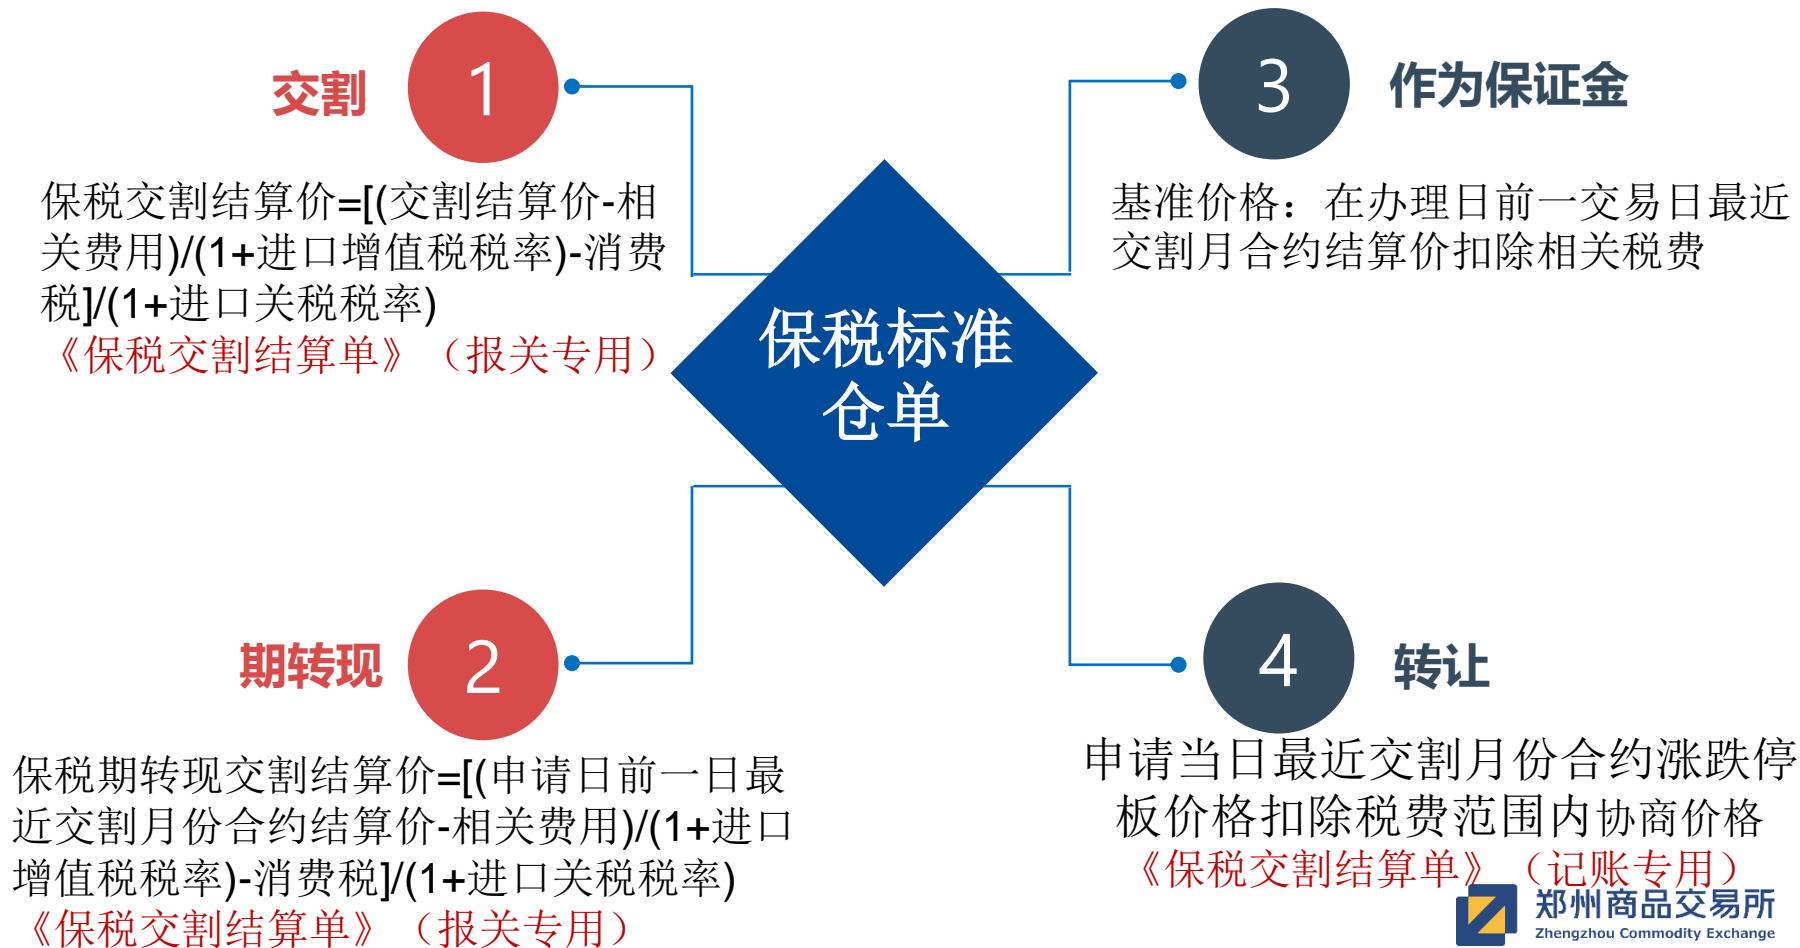 交割
1
保税交割结算价=[(交割结算价-相
关费用)/(1+进口增值税税率)-消费
税]/(1+进口关税税率)
《保税交割结算单》（报关专用）
3
作为保证金
基准价格：在办理日前一交易日最近
交割月合约结算价扣除相关税费
保税标准
仓单
期转现
2
保税期转现交割结算价=[(申请日前一日最
近交割月份合约结算价-相关费用)/(1+进口
增值税税率)-消费税]/(1+进口关税税率)
《保税交割结算单》（报关专用）
4
转让
申请当日最近交割月份合约涨跌停
板价格扣除税费范围内协商价格
《保税交割结算单》（记账专用）
郑州商品交易所
Zhengzhou Commodity Exchange